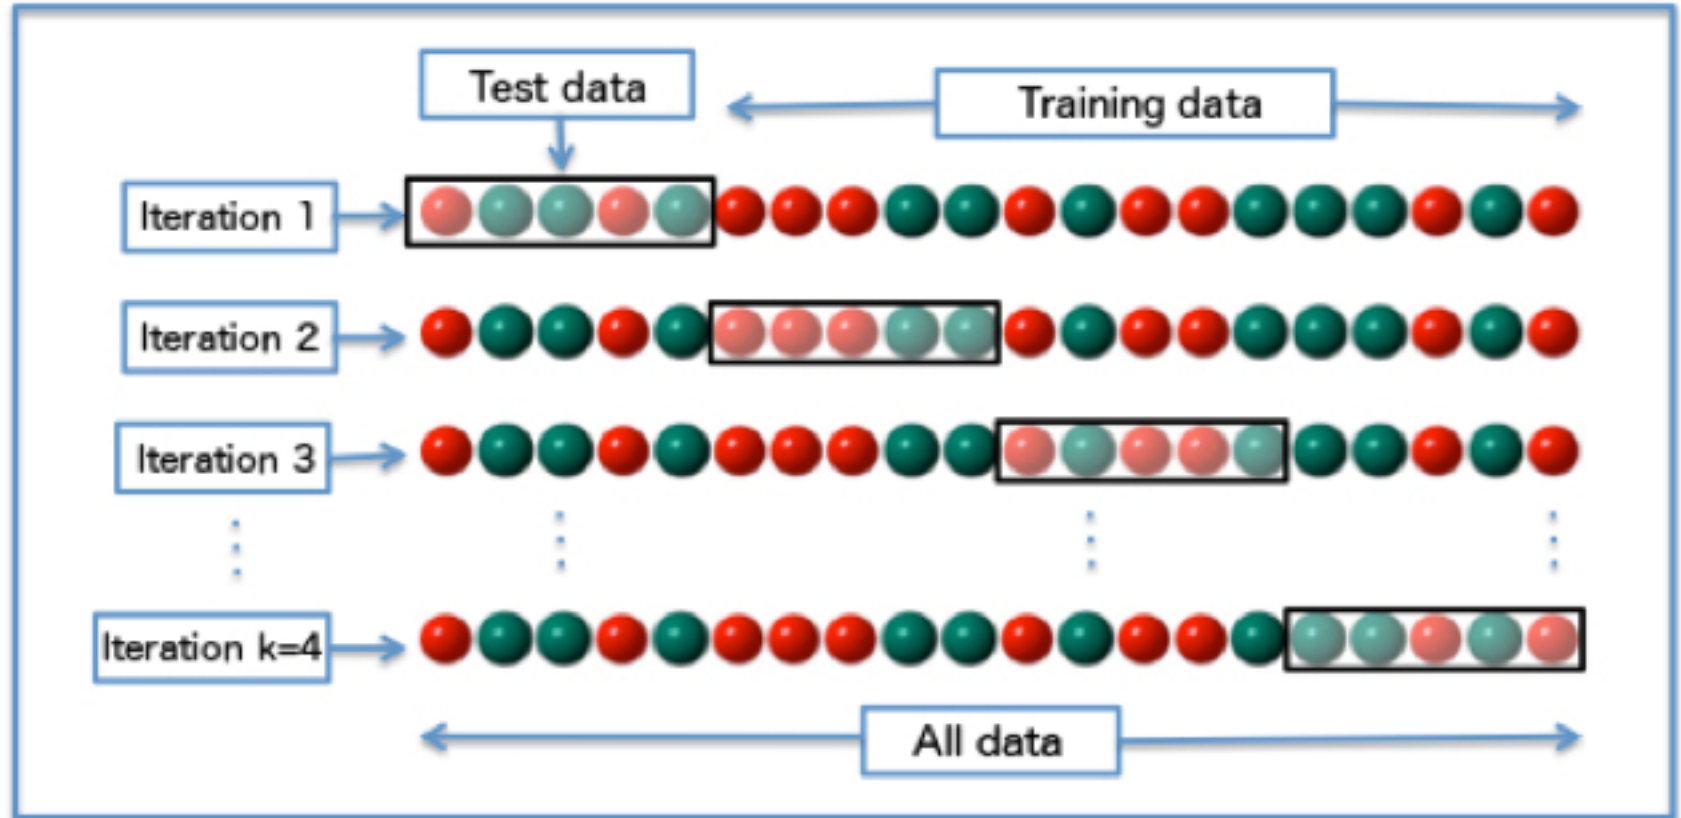 Test data
Training data
Iteration 1
Iteration 2
Iteration 3
Iteration k=4
All data